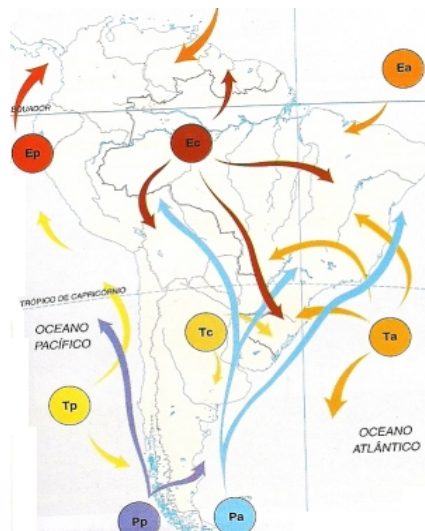 Ea
EQUADOR
Ep
Ec
TRÓPICO DE CAPRICÓRNIO
OCEANO
PACÍFICO
Tc
Ta
Tp
OCEANO
ATLÂNTICO
Pp
Pa